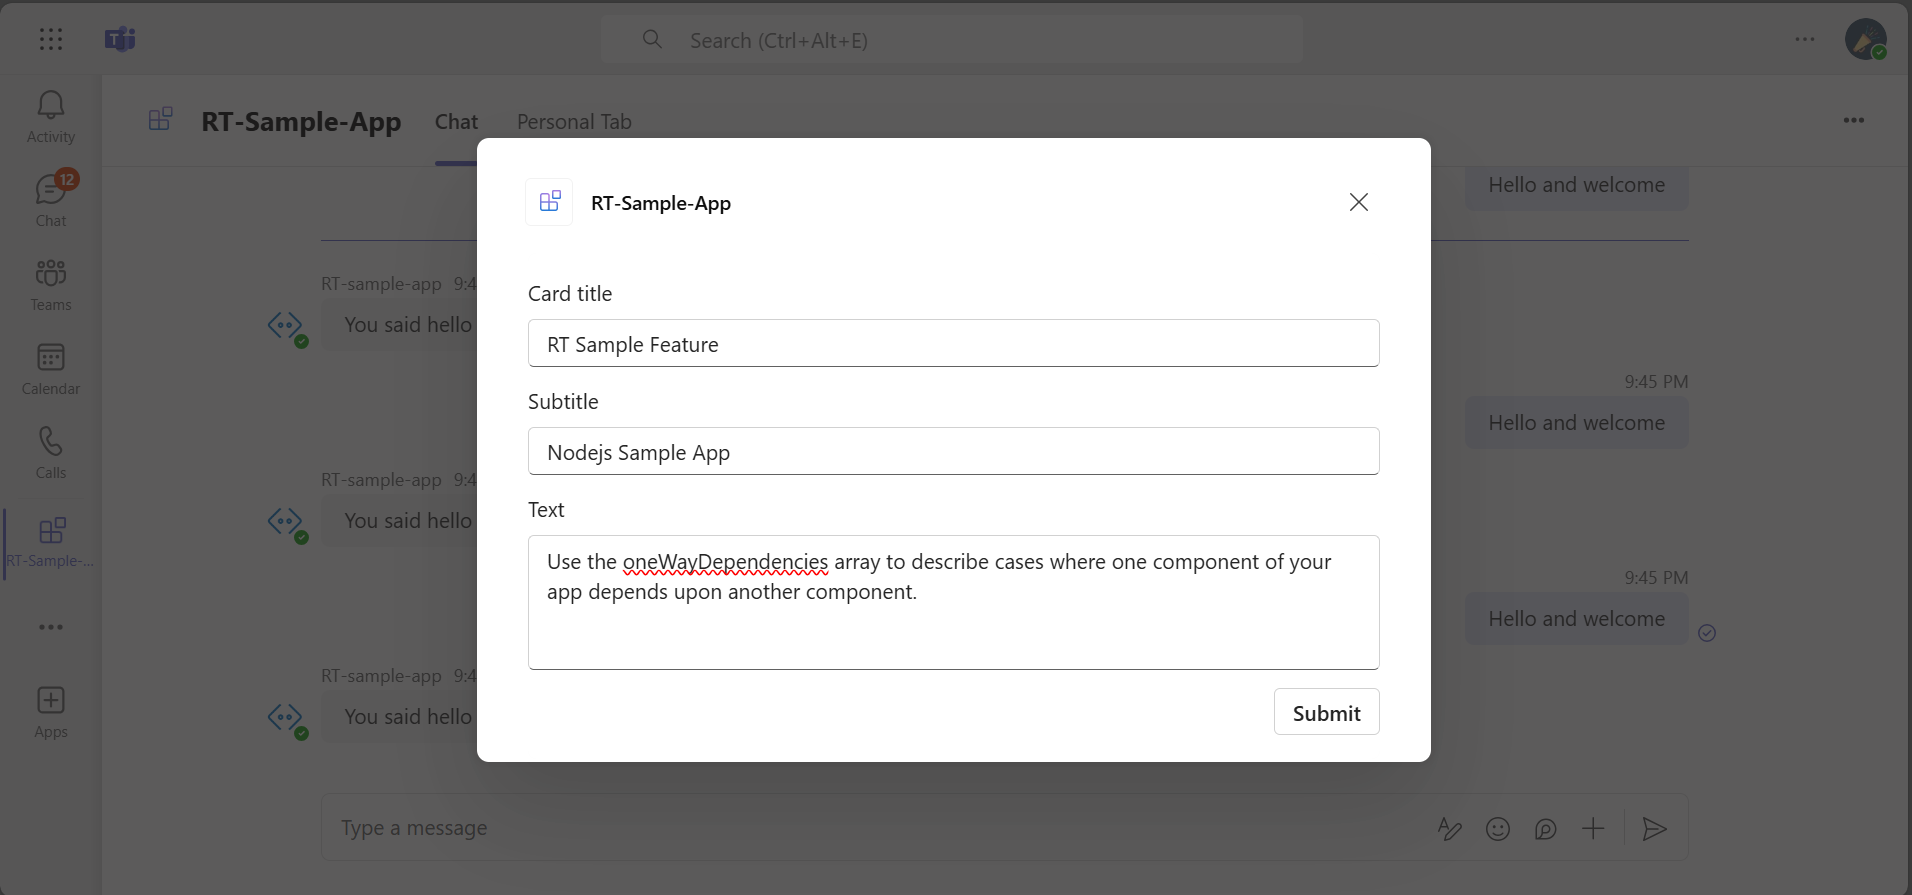 Search (Ctrl+Alt+E)
Activity
12
Chat
Teams
Calendar
Calls
RT-Sample-...
Apps
RT-Sample-App Chat Personal Tab
Hello and welcome
RT-sample-app 9:4
You said hello
9:45 PM
Hello and welcome
RT-sample-app 9:4
You said hello
9:45 PM
Hello and welcome
RT-sample-app 9:4
You said hello
RT-Sample-App
Card title
RT Sample Feature
Subtitle
Nodejs Sample App
Text
Use the oneWayDependencies array to describe cases where one component of your
app depends upon another component.
Submit
Type a message